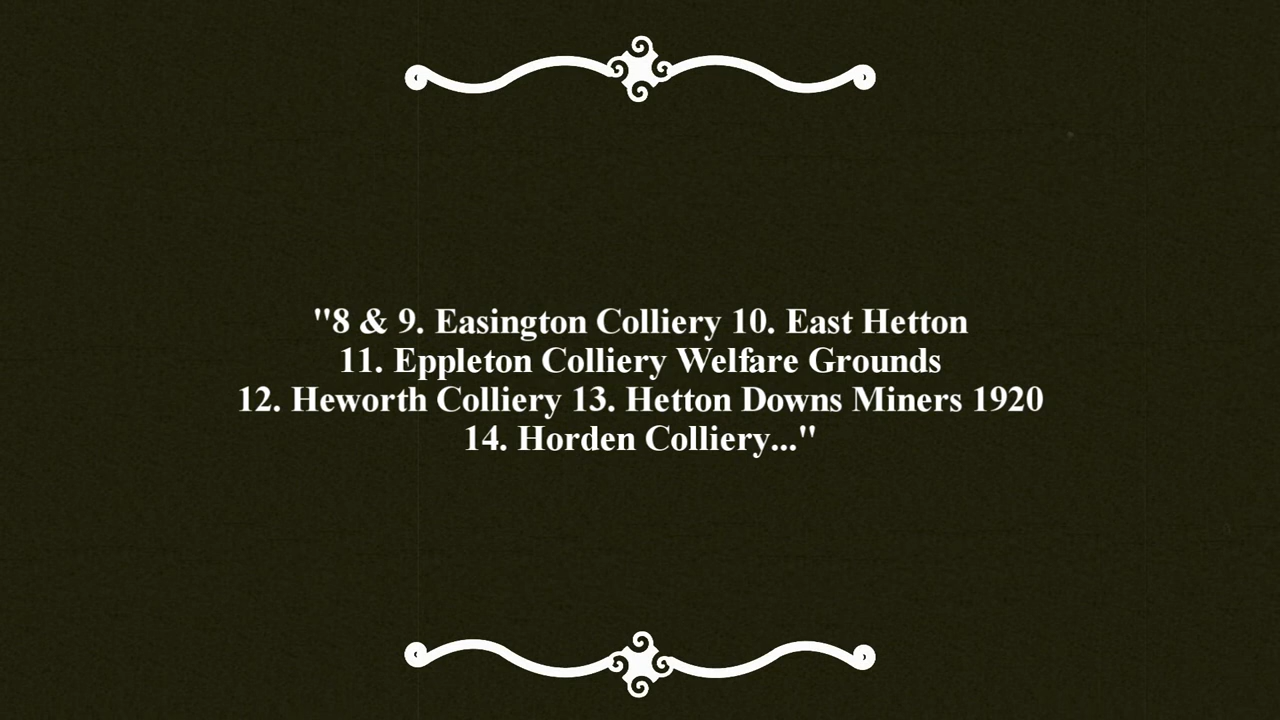 "8 & 9. Easington Colliery 10. East Hetton
11. Eppleton Colliery Welfare Grounds
12. Heworth Colliery 13. Hetton Downs Miners 1920
14. Horden Colliery..."